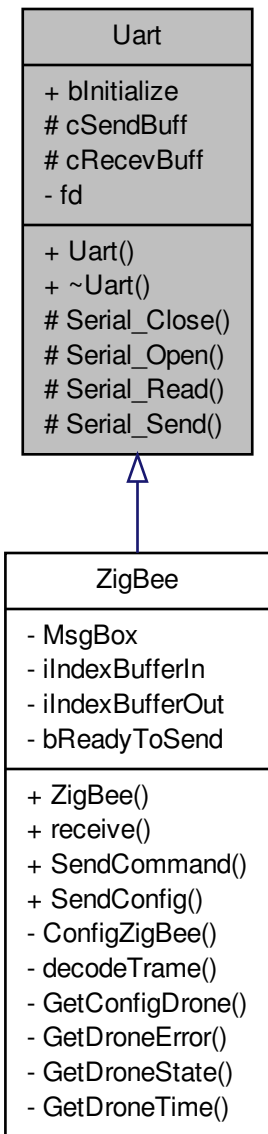 Uart
+ bInitialize
# cSendBuff
# cRecevBuff
- fd
+ Uart()
+ ~Uart()
# Serial_Close()
# Serial_Open()
# Serial_Read()
# Serial_Send()
ZigBee
- MsgBox
- iIndexBufferIn
- iIndexBufferOut
- bReadyToSend
+ ZigBee()
+ receive()
+ SendCommand()
+ SendConfig()
- ConfigZigBee()
- decodeTrame()
- GetConfigDrone()
- GetDroneError()
- GetDroneState()
- GetDroneTime()